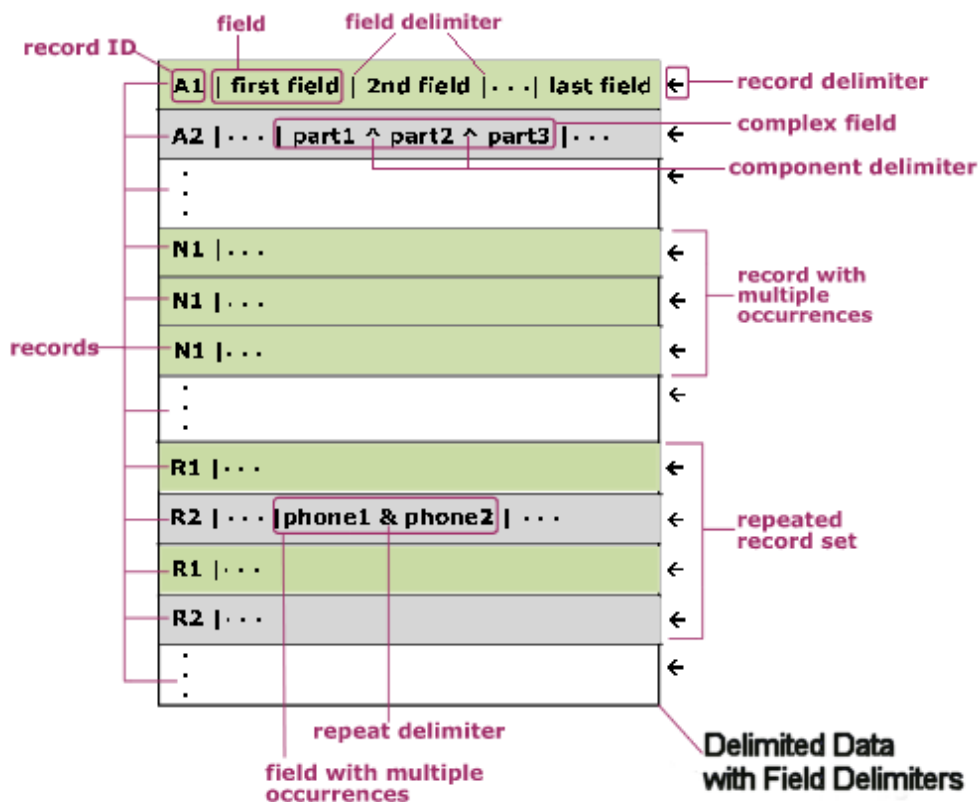 field
field delimiter
record ID
A1 | first field | 2nd field |...| last field ←
record delimiter
A2 |... | part1 ^ part2 ^ part3 |... ←
complex field
component delimiter
. . . ←
N1 |... ←
N1 |... ←
record with
multiple
occurrences
records
N1 |... ←
. . . ←
R1 |... ←
R2 |... |phone1 & phone2 | ... ←
repeated
record set
R1 |... ←
R2 |... ←
. . . ←
repeat delimiter
field with multiple
occurrences
Delimited Data
with Field Delimiters